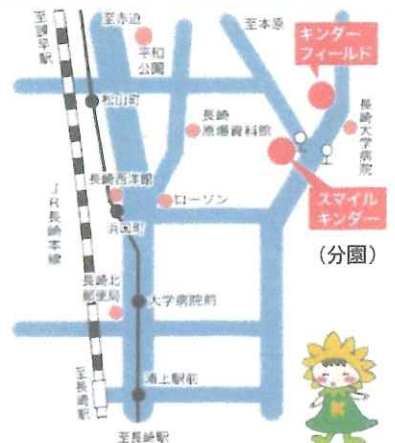 至諫早駅
至赤迫
平和
公園
至本原
キンダー
フィールド
松山町
長崎
原爆資料館
長崎大学病院
長崎西洋館
ローソン
浜口町
スマイル
キンダー
(分園)
JR長崎本線
長崎北
郵便局
大学病院前
浦上駅前
至長崎駅
至長崎駅
K